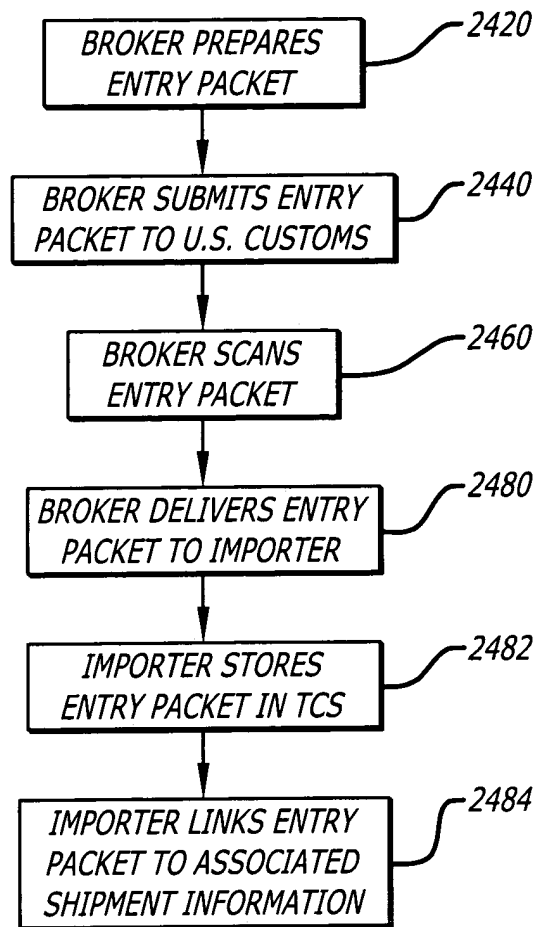 BROKER PREPARES
ENTRY PACKET
2420
BROKER SUBMITS ENTRY
PACKET TO U.S. CUSTOMS
2440
BROKER SCANS
ENTRY PACKET
2460
BROKER DELIVERS ENTRY
PACKET TO IMPORTER
2480
IMPORTER STORES
ENTRY PACKET IN TCS
2482
IMPORTER LINKS ENTRY
PACKET TO ASSOCIATED
SHIPMENT INFORMATION
2484